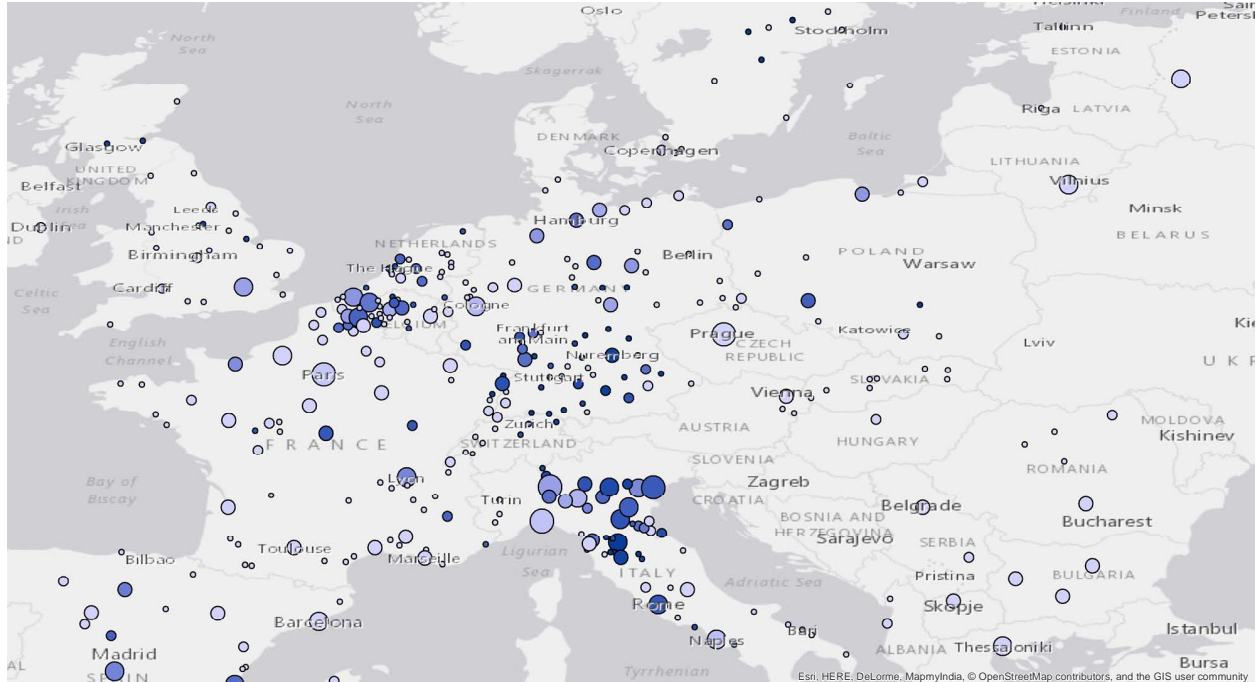 Oslo
Helsinki
Finland
Tallinn
Stockholm
ESTONIA
North
Sea
Skagerrak
North
Sea
Riga LATVIA
DENMARK
Copenhagen
Baltic
Sea
Glasgow
UNITED
KINGDOM
LITHUANIA
Vilnius
Belfast
Irish
Sea
Leeds
Minsk
Dublin
Manchester
Hamburg
BELARUS
NETHERLANDS
Birmingham
Berlin
POLAND
Warsaw
The Hague
Celtic
Sea
Cardiff
GERMANY
Cologne
BELGIUM
English
Channel
Frankfurt
am Main
Prague
CZECH
REPUBLIC
Katowice
Lviv
Nuremberg
Paris
Stuttgart
SLOVAKIA
Vienna
Zurich
AUSTRIA
MOLDOVA
Kishinev
FRANCE
SWITZERLAND
HUNGARY
SLOVENIA
ROMANIA
Bay of
Biscay
Lyon
Turin
Zagreb
CROATIA
Belgrade
BOSNIA AND
HERZEGOVINA
Bucharest
Sarajevo
SERBIA
Bilbao
Toulouse
Marseille
Ligurian
Sea
ITALY
Adriatic Sea
Pristina
BULGARIA
Rome
Skopje
Barcelona
Naples
Bari
Istanbul
Madrid
SPAIN
ALBANIA
Thessaloniki
Bursa
Tyrrhenian
Esri, HERE, DeLorme, MapmyIndia, © OpenStreetMap contributors, and the GIS user community